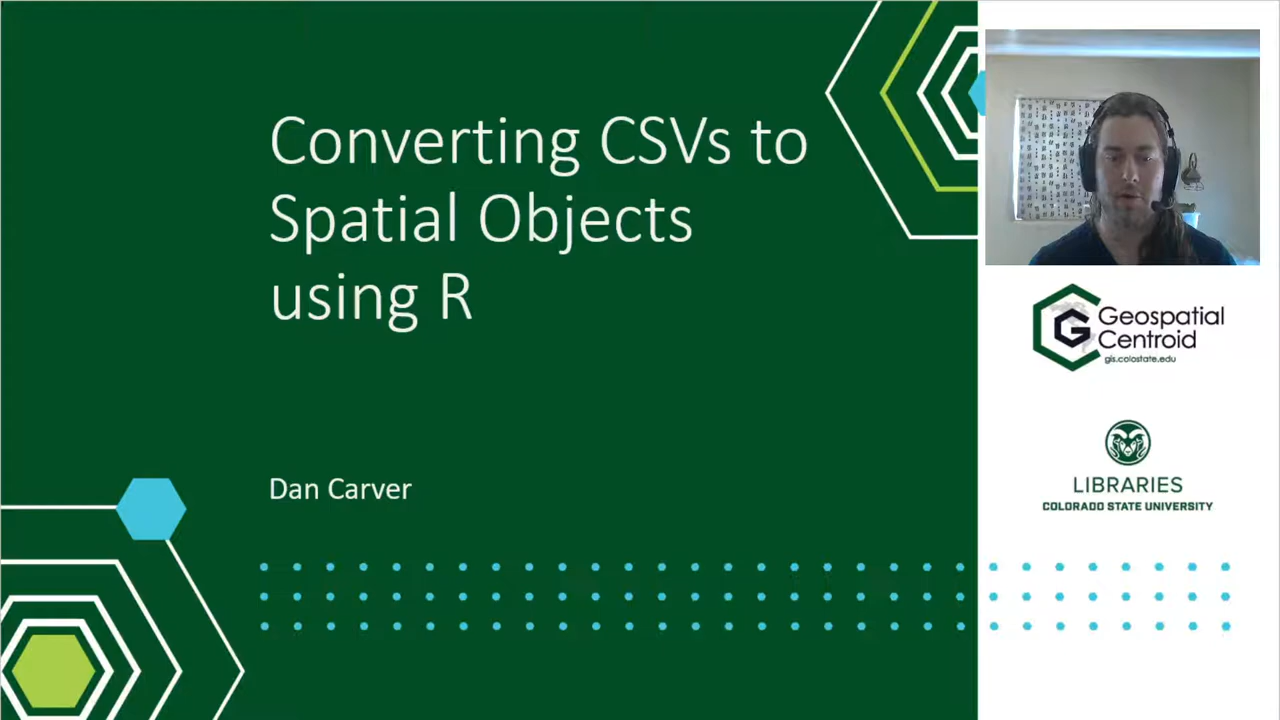 Converting CSVs to
Spatial Objects
using R
Dan Carver
Geospatial
Centroid
gis.colostate.edu
LIBRARIES
COLORADO STATE UNIVERSITY